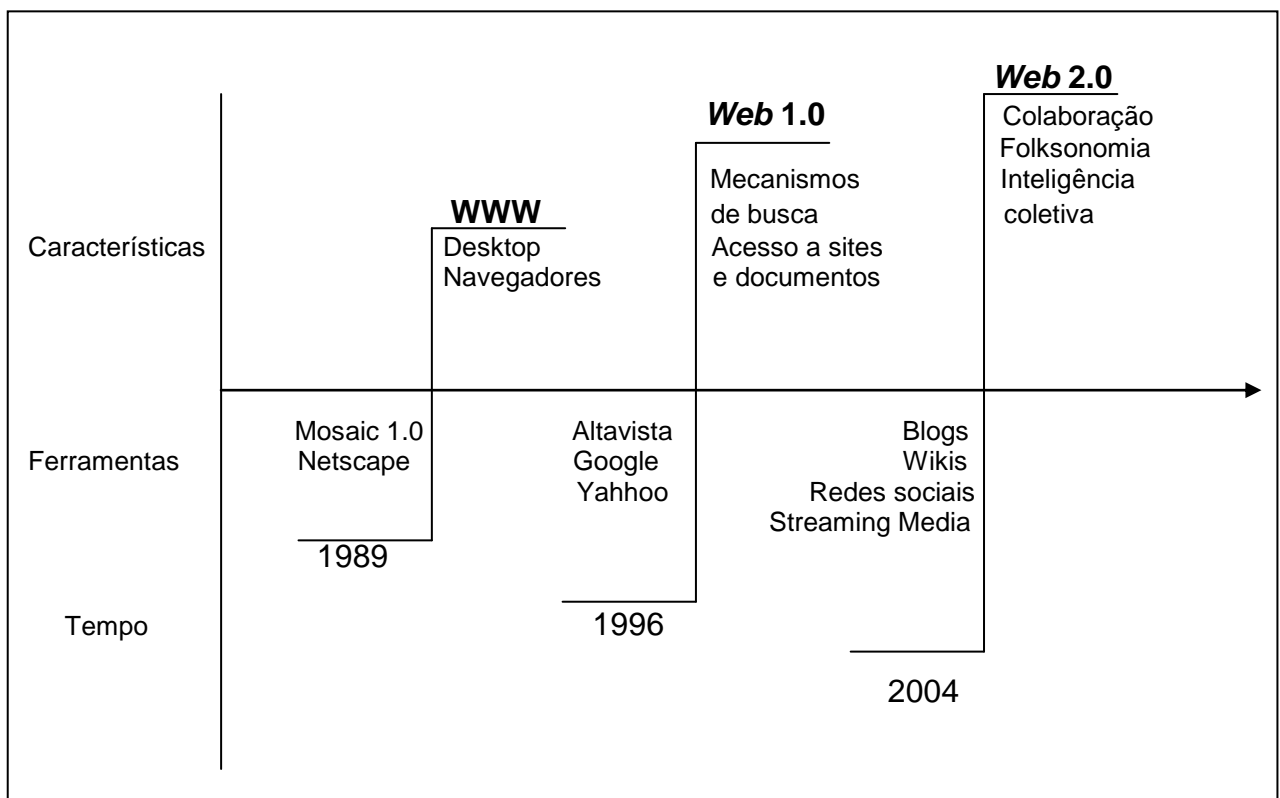 Web 2.0
Colaboração
Folksonomia
Inteligência
coletiva
Web 1.0
Mecanismos
de busca
Acesso a sites
e documentos
WWW
Desktop
Navegadores
Característícas
Ferramentas
Mosaic 1.0
Netscape
Altavista
Google
Yahhoo
Blogs
Wikis
Redes sociais
Streaming Media
Tempo
1989
1996
2004